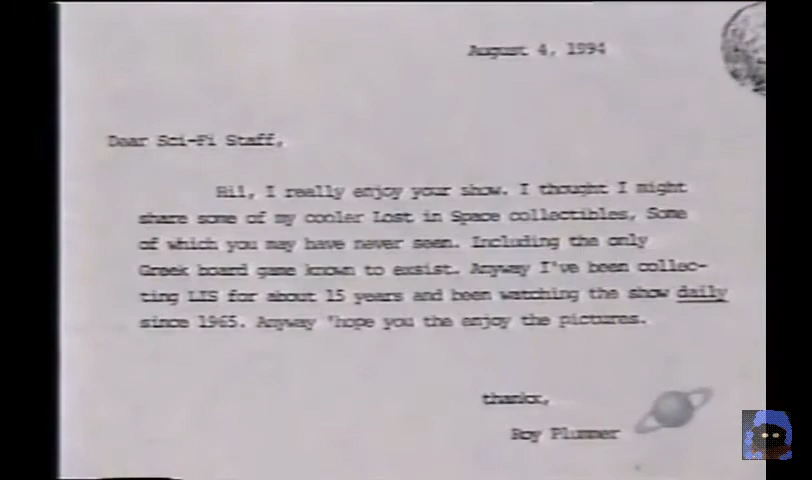 August 4, 1994
Dear Sci-Fi Staff,
Hi1, I really enjoy your show. I thought I might
share some of my cooler Lost in Space collectibles, Some
of which you may have never seen. Including the only
Greek board game known to exsist. Anyway I've been collec-
ting LIS for about 15 years and been watching the show daily
since 1965. Anyway 'hope you the enjoy the pictures.
thankx,
Roy Plummer